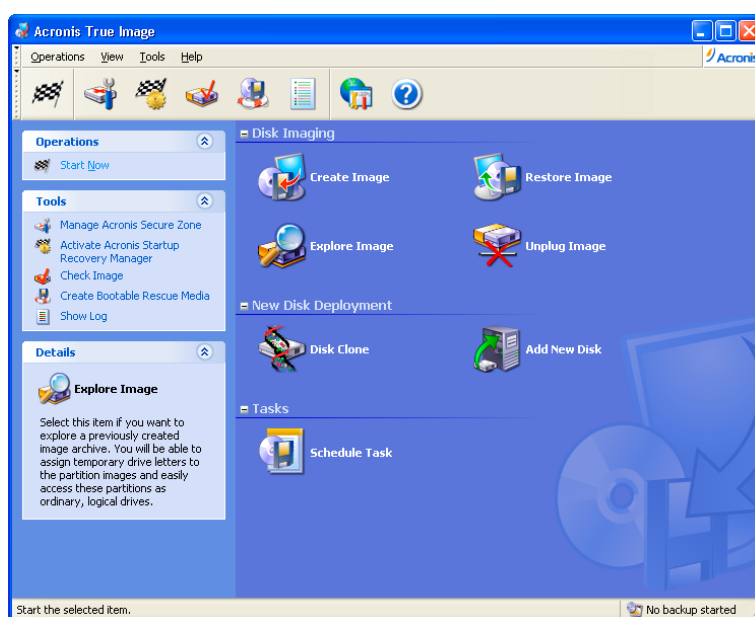 Acronis True Image
Operations View Tools Help
Acronis
Operations
Start Now
Tools
Manage Acronis Secure Zone
Activate Acronis Startup
Recovery Manager
Check Image
Create Bootable Rescue Media
Show Log
Details
Explore Image
Select this item if you want to
explore a previously created
image archive. You will be able to
assign temporary drive letters to
the partition images and easily
access these partitions as
ordinary, logical drives.
Disk Imaging
Create Image
Restore Image
Explore Image
Unplug Image
New Disk Deployment
Disk Clone
Add New Disk
Tasks
Schedule Task
Start the selected item.
No backup started